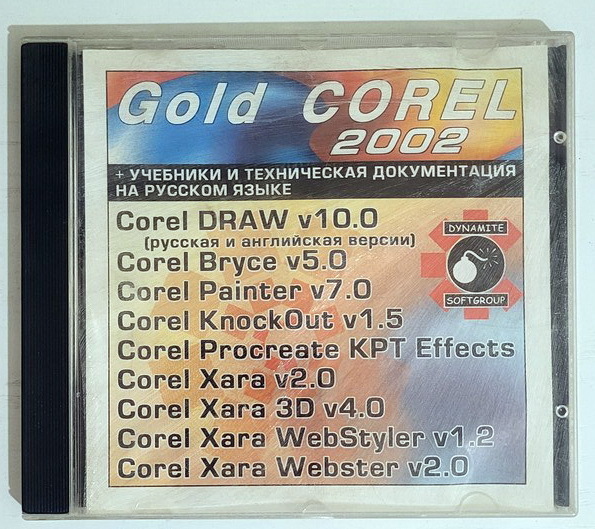 Gold COREL
2002
+ УЧЕБНИКИ И ТЕХНИЧЕСКАЯ ДОКУМЕНТАЦИЯ
НА РУССКОМ ЯЗЫКЕ
Corel DRAW v10.0
(русская и английская версии)
Corel Bryce v5.0
Corel Painter v7.0
Corel KnockOut v1.5
Corel Procreate KPT Effects
Corel Xara v2.0
Corel Xara 3D v4.0
Corel Xara WebStyler v1.2
Corel Xara Webster v2.0
DYNAMITE
SOFTGROUP